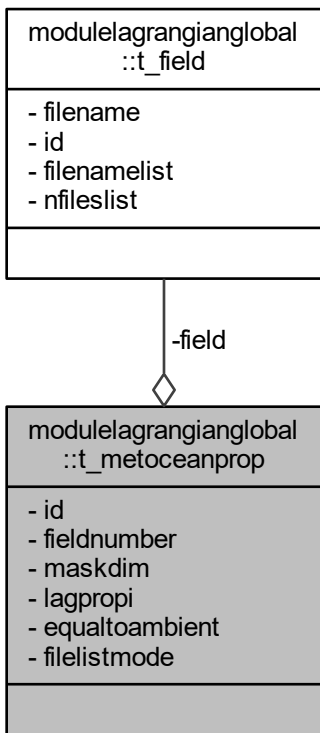 modulelagrangianglobal
::t_field
- filename
- id
- filenamelist
- nfileslist
-field
modulelagrangianglobal
::t_metoceanprop
- id
- fieldnumber
- maskdim
- lagpropi
- equaltoambient
- filelistmode